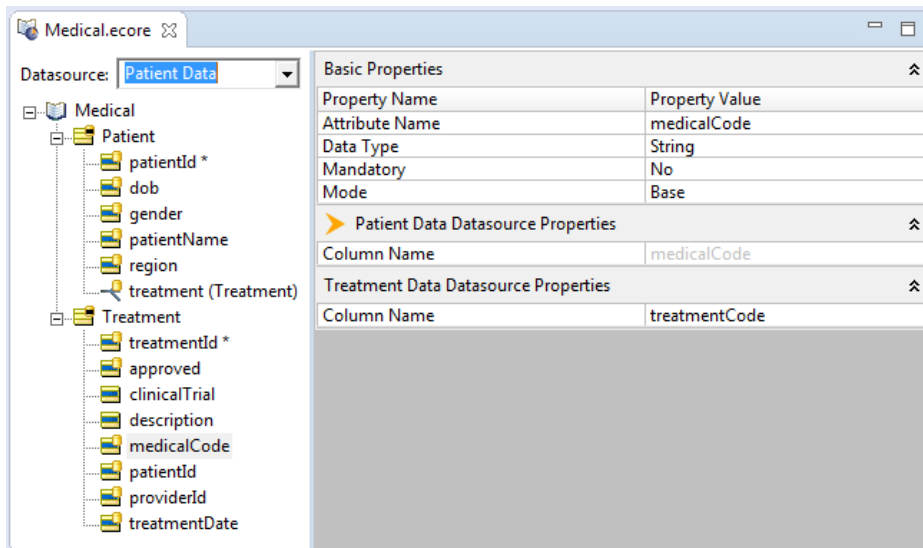 Medical.ecore
Datasource: Patient Data
Medical
Patient
patientId *
dob
gender
patientName
region
treatment (Treatment)
Treatment
treatmentId *
approved
clinicalTrial
description
medicalCode
patientId
providerId
treatmentDate
Basic Properties
Property Name Property Value
Attribute Name medicalCode
Data Type String
Mandatory No
Mode Base
Patient Data Datasource Properties
Column Name medicalCode
Treatment Data Datasource Properties
Column Name treatmentCode